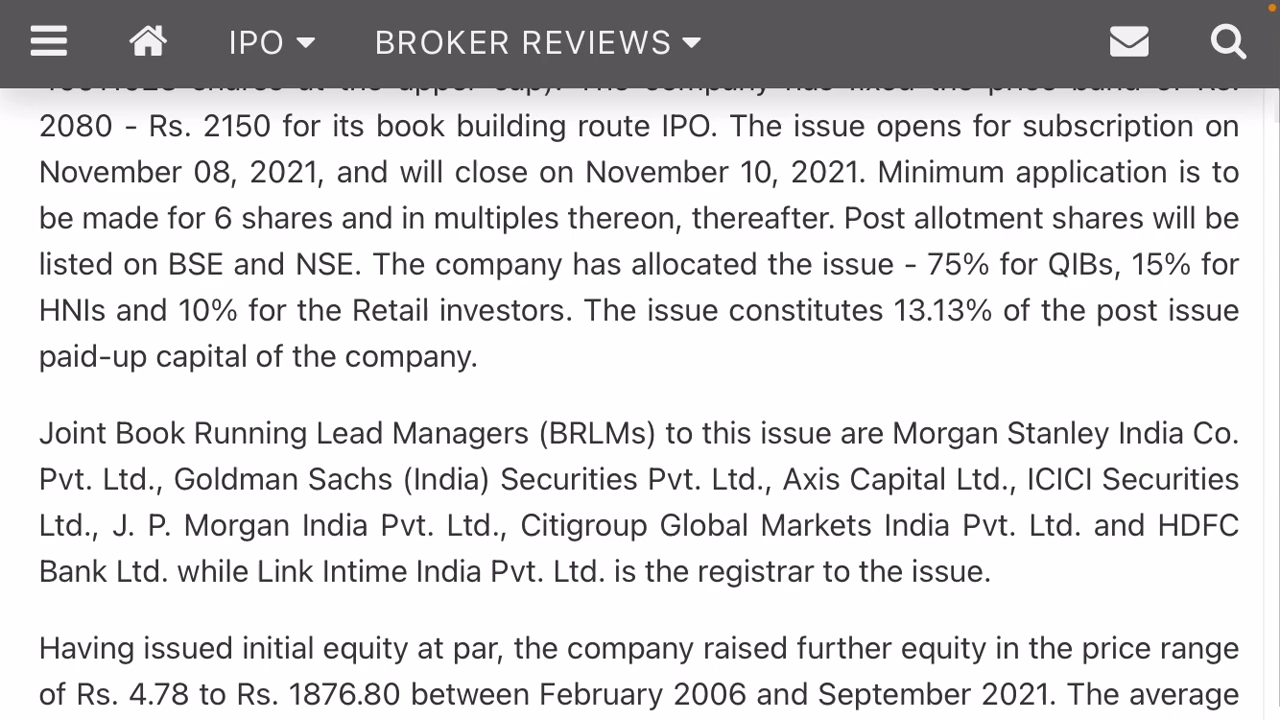 IPO
BROKER REVIEWS
2080 - Rs. 2150 for its book building route IPO. The issue opens for subscription on
November 08, 2021, and will close on November 10, 2021. Minimum application is to
be made for 6 shares and in multiples thereon, thereafter. Post allotment shares will be
listed on BSE and NSE. The company has allocated the issue - 75% for QIBs, 15% for
HNIs and 10% for the Retail investors. The issue constitutes 13.13% of the post issue
paid-up capital of the company.
Joint Book Running Lead Managers (BRLMs) to this issue are Morgan Stanley India Co.
Pvt. Ltd., Goldman Sachs (India) Securities Pvt. Ltd., Axis Capital Ltd., ICICI Securities
Ltd., J. P. Morgan India Pvt. Ltd., Citigroup Global Markets India Pvt. Ltd. and HDFC
Bank Ltd. while Link Intime India Pvt. Ltd. is the registrar to the issue.
Having issued initial equity at par, the company raised further equity in the price range
of Rs. 4.78 to Rs. 1876.80 between February 2006 and September 2021. The average